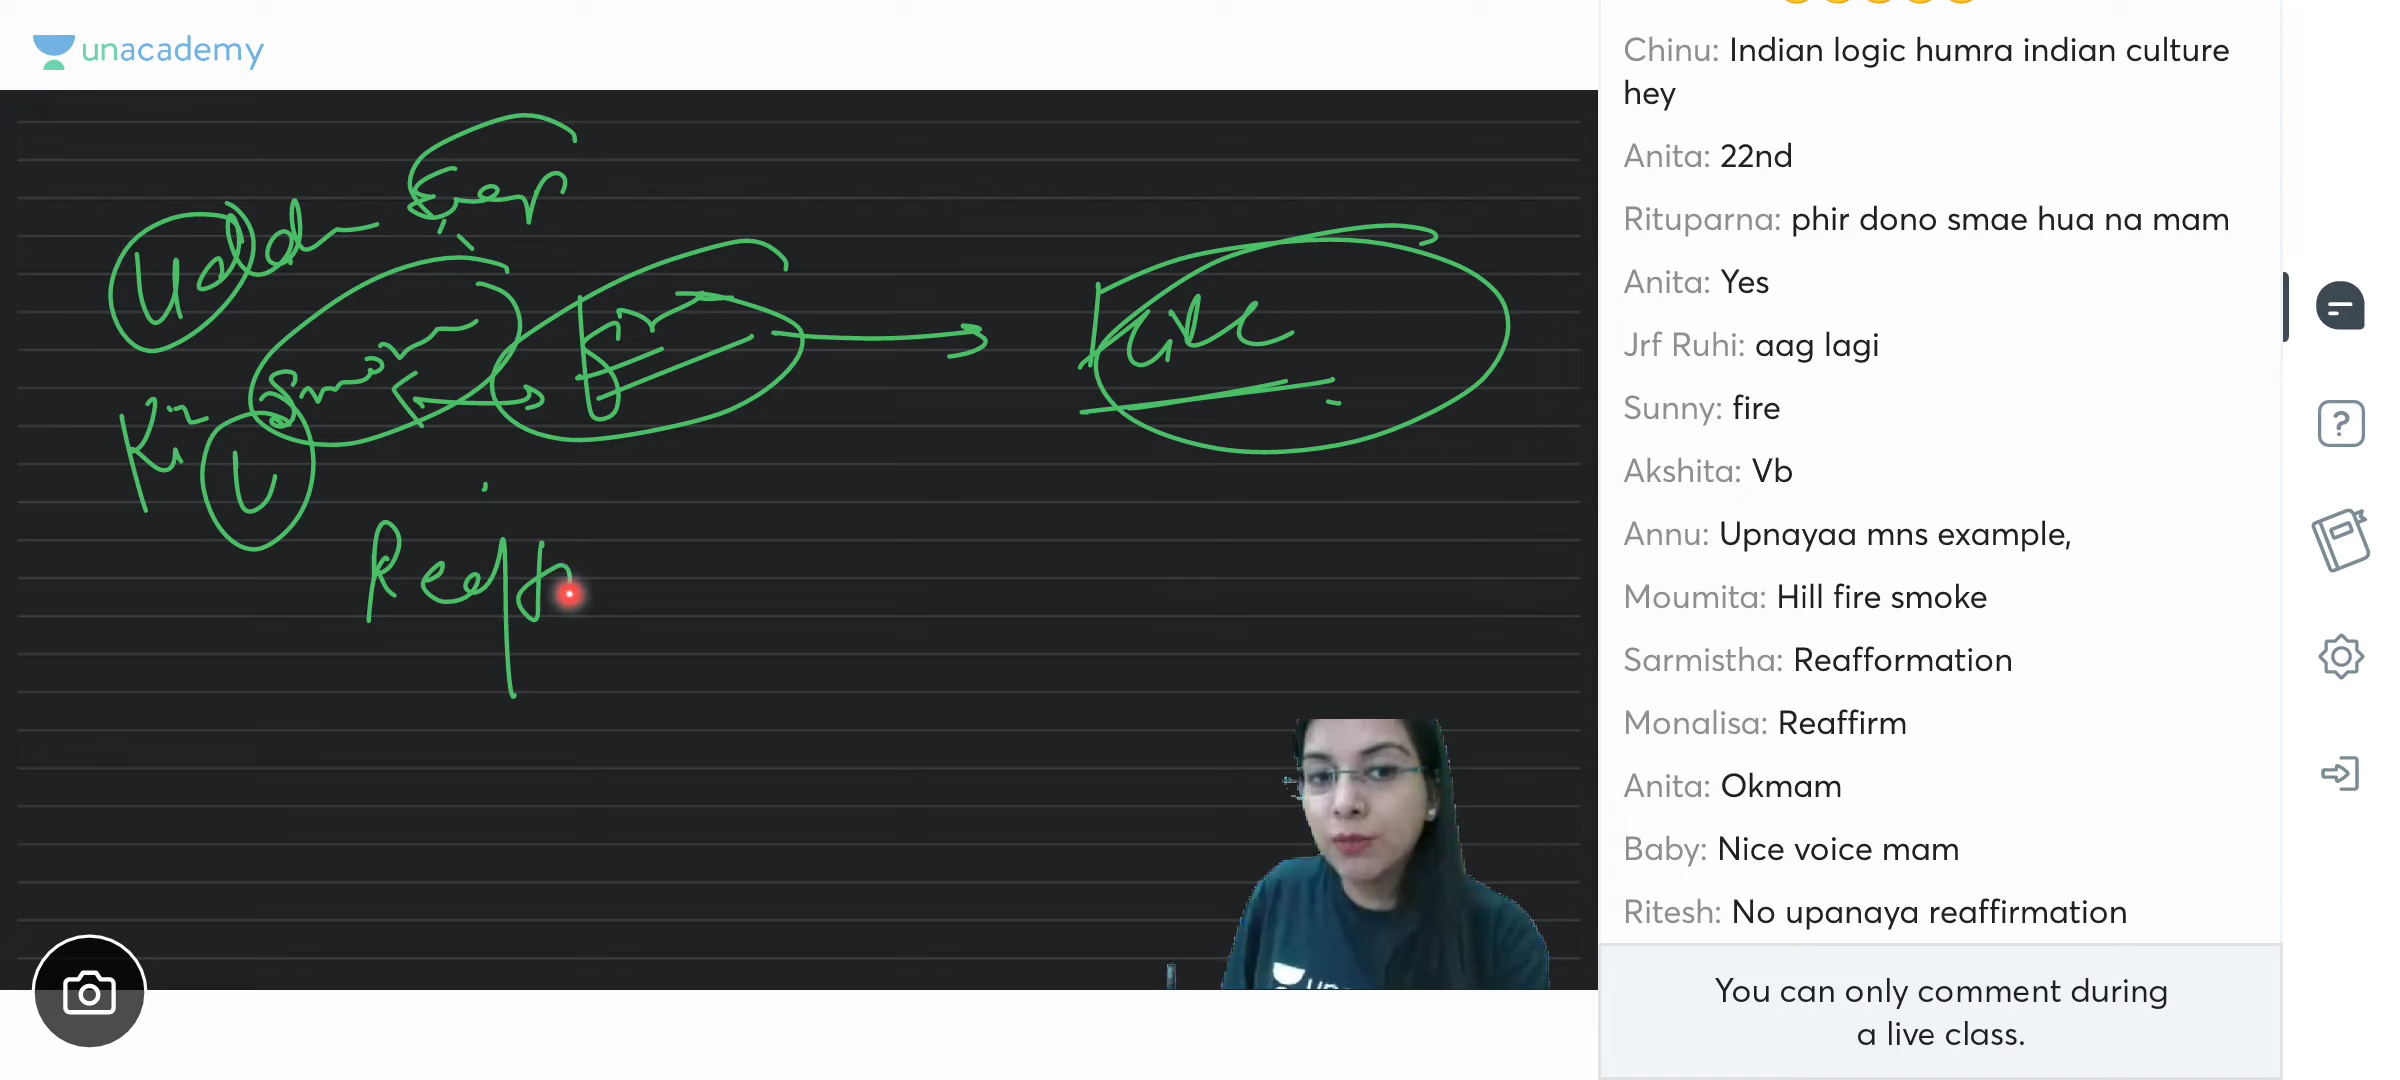 unacademy
Chinu: Indian logic humra indian culture
hey
Anita: 22nd
Rituparna: phir dono smae hua na mam
Anita: Yes
Jrf Ruhi: aag lagi
Sunny: fire
Akshita: Vb
Annu: Upnayaa mns example,
Moumita: Hill fire smoke
Sarmistha: Reafformation
Monalisa: Reaffirm
Anita: Okmam
Baby: Nice voice mam
Ritesh: No upanaya reaffirmation
You can only comment during
a live class.
U
Reaff